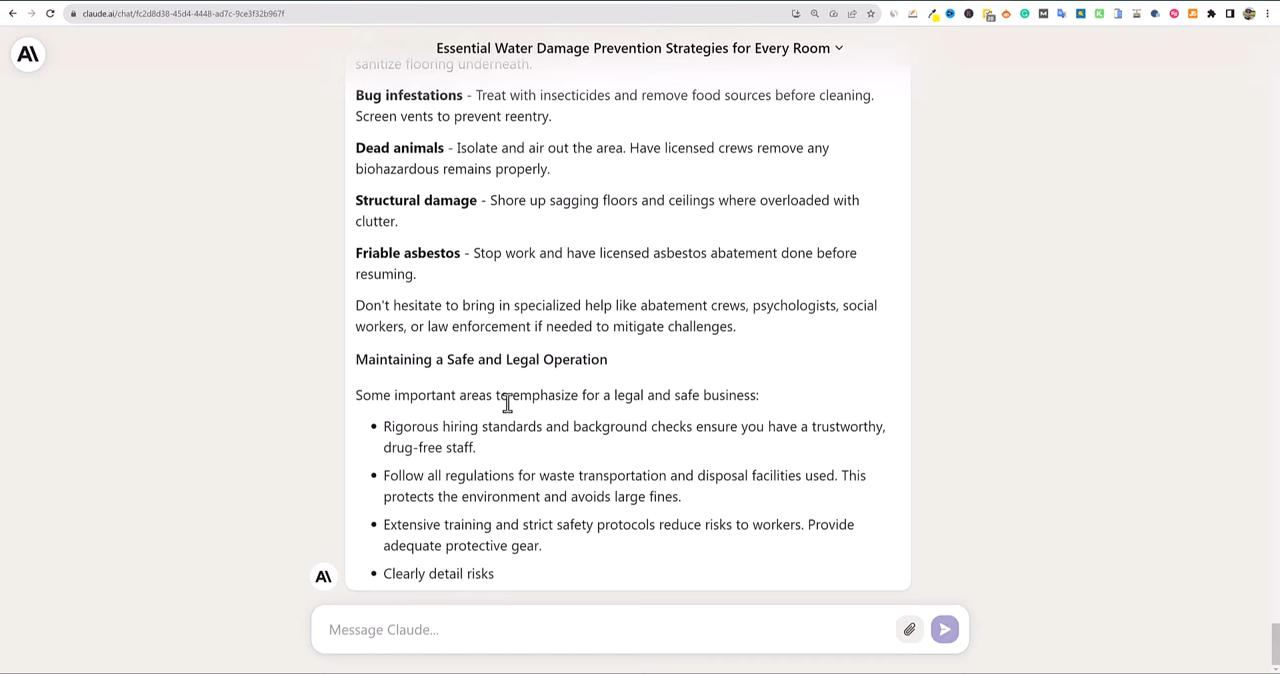 claude.ai/chat/fc2d8d38-45d4-4448-ad7c-9ce3f32b967f
Essential Water Damage Prevention Strategies for Every Room
sanitize flooring underneath.
Bug infestations - Treat with insecticides and remove food sources before cleaning.
Screen vents to prevent reentry.
Dead animals - Isolate and air out the area. Have licensed crews remove any
biohazardous remains properly.
Structural damage - Shore up sagging floors and ceilings where overloaded with
clutter.
Friable asbestos - Stop work and have licensed asbestos abatement done before
resuming.
Don't hesitate to bring in specialized help like abatement crews, psychologists, social
workers, or law enforcement if needed to mitigate challenges.
Maintaining a Safe and Legal Operation
Some important areas to emphasize for a legal and safe business:
• Rigorous hiring standards and background checks ensure you have a trustworthy,
drug-free staff.
• Follow all regulations for waste transportation and disposal facilities used. This
protects the environment and avoids large fines.
• Extensive training and strict safety protocols reduce risks to workers. Provide
adequate protective gear.
• Clearly detail risks
Message Claude...